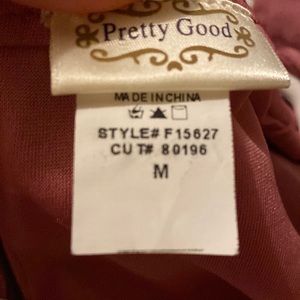 Pretty Good
MADE IN CHINA
STYLE# F15627
CUT# 80196
M